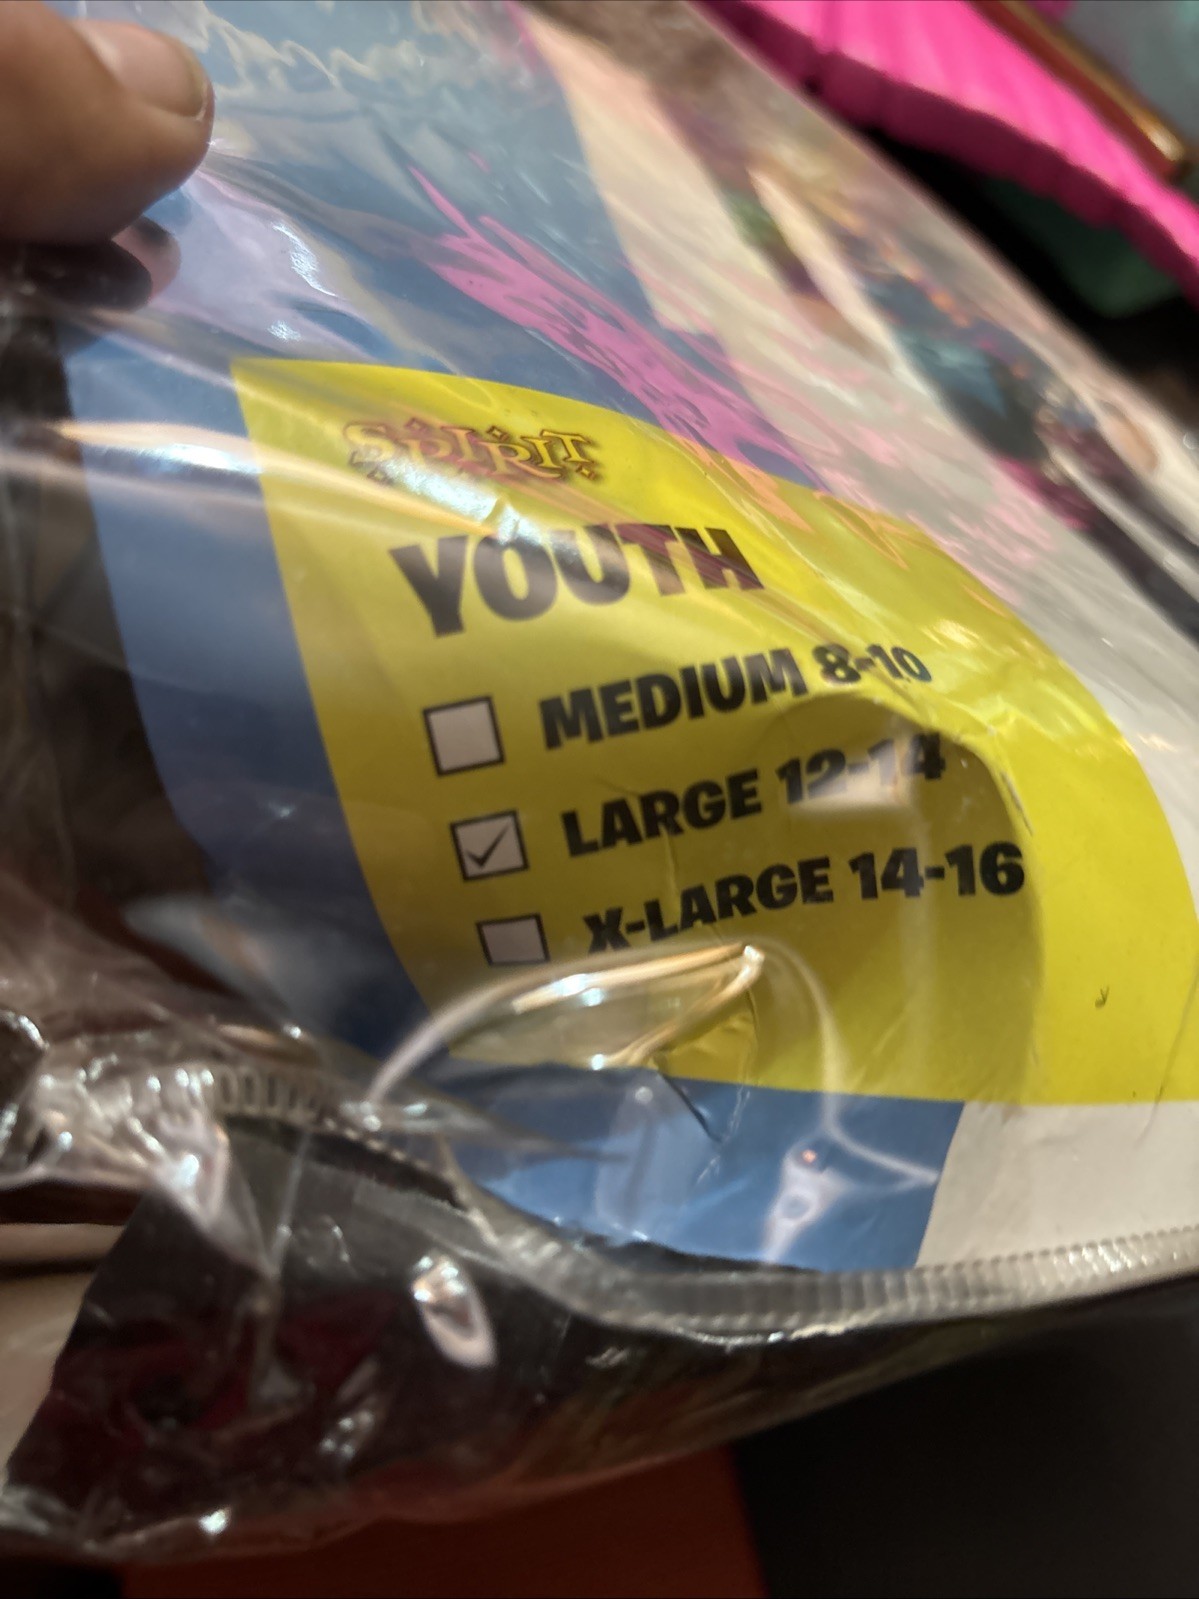 SPIRIT
YOUTH
MEDIUM 8-10
LARGE 12-14
X-LARGE 14-16